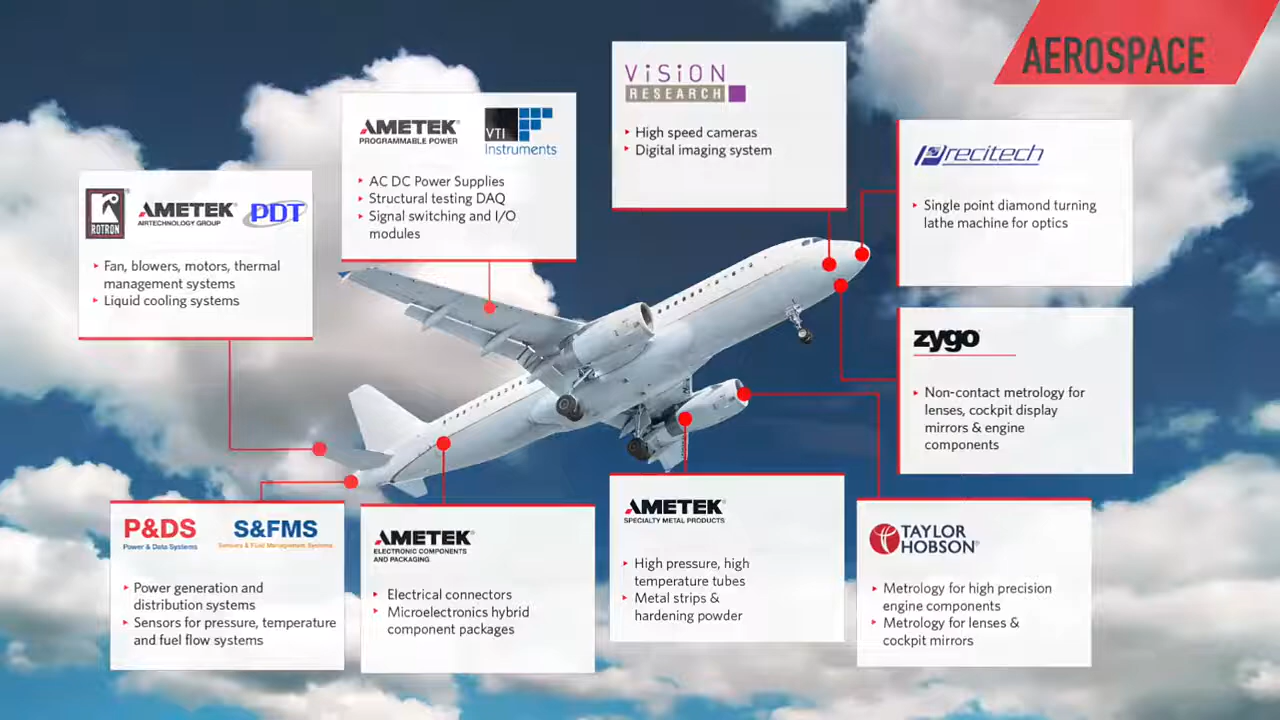 AEROSPACE
ViSiON
RESEARCH
AMETEK®
PROGRAMMABLE POWER
VTI
Instruments
AC DC Power Supplies
Structural testing DAQ
Signal switching and I/O
modules
High speed cameras
Digital imaging system
Precitech
Single point diamond turning
lathe machine for optics
ROTRON®
AMETEK®
AIRTECHNOLOGY GROUP
PDT
Fan, blowers, motors, thermal
management systems
Liquid cooling systems
zygo
Non-contact metrology for
lenses, cockpit display
mirrors & engine
components
P&DS
Power & Data Systems
S&FMS
Sensors & Fluid Management Systems
Power generation and
distribution systems
Sensors for pressure, temperature
and fuel flow systems
AMETEK®
ELECTRONIC COMPONENTS
AND PACKAGING
Electrical connectors
Microelectronics hybrid
component packages
AMETEK®
SPECIALTY METAL PRODUCTS
High pressure, high
temperature tubes
Metal strips &
hardening powder
TAYLOR
HOBSON®
Metrology for high precision
engine components
Metrology for lenses &
cockpit mirrors